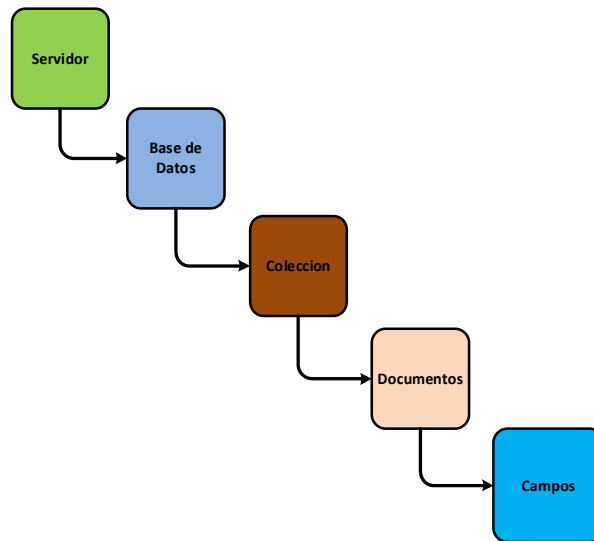 Servidor
Base de
Datos
Coleccion
Documentos
Campos